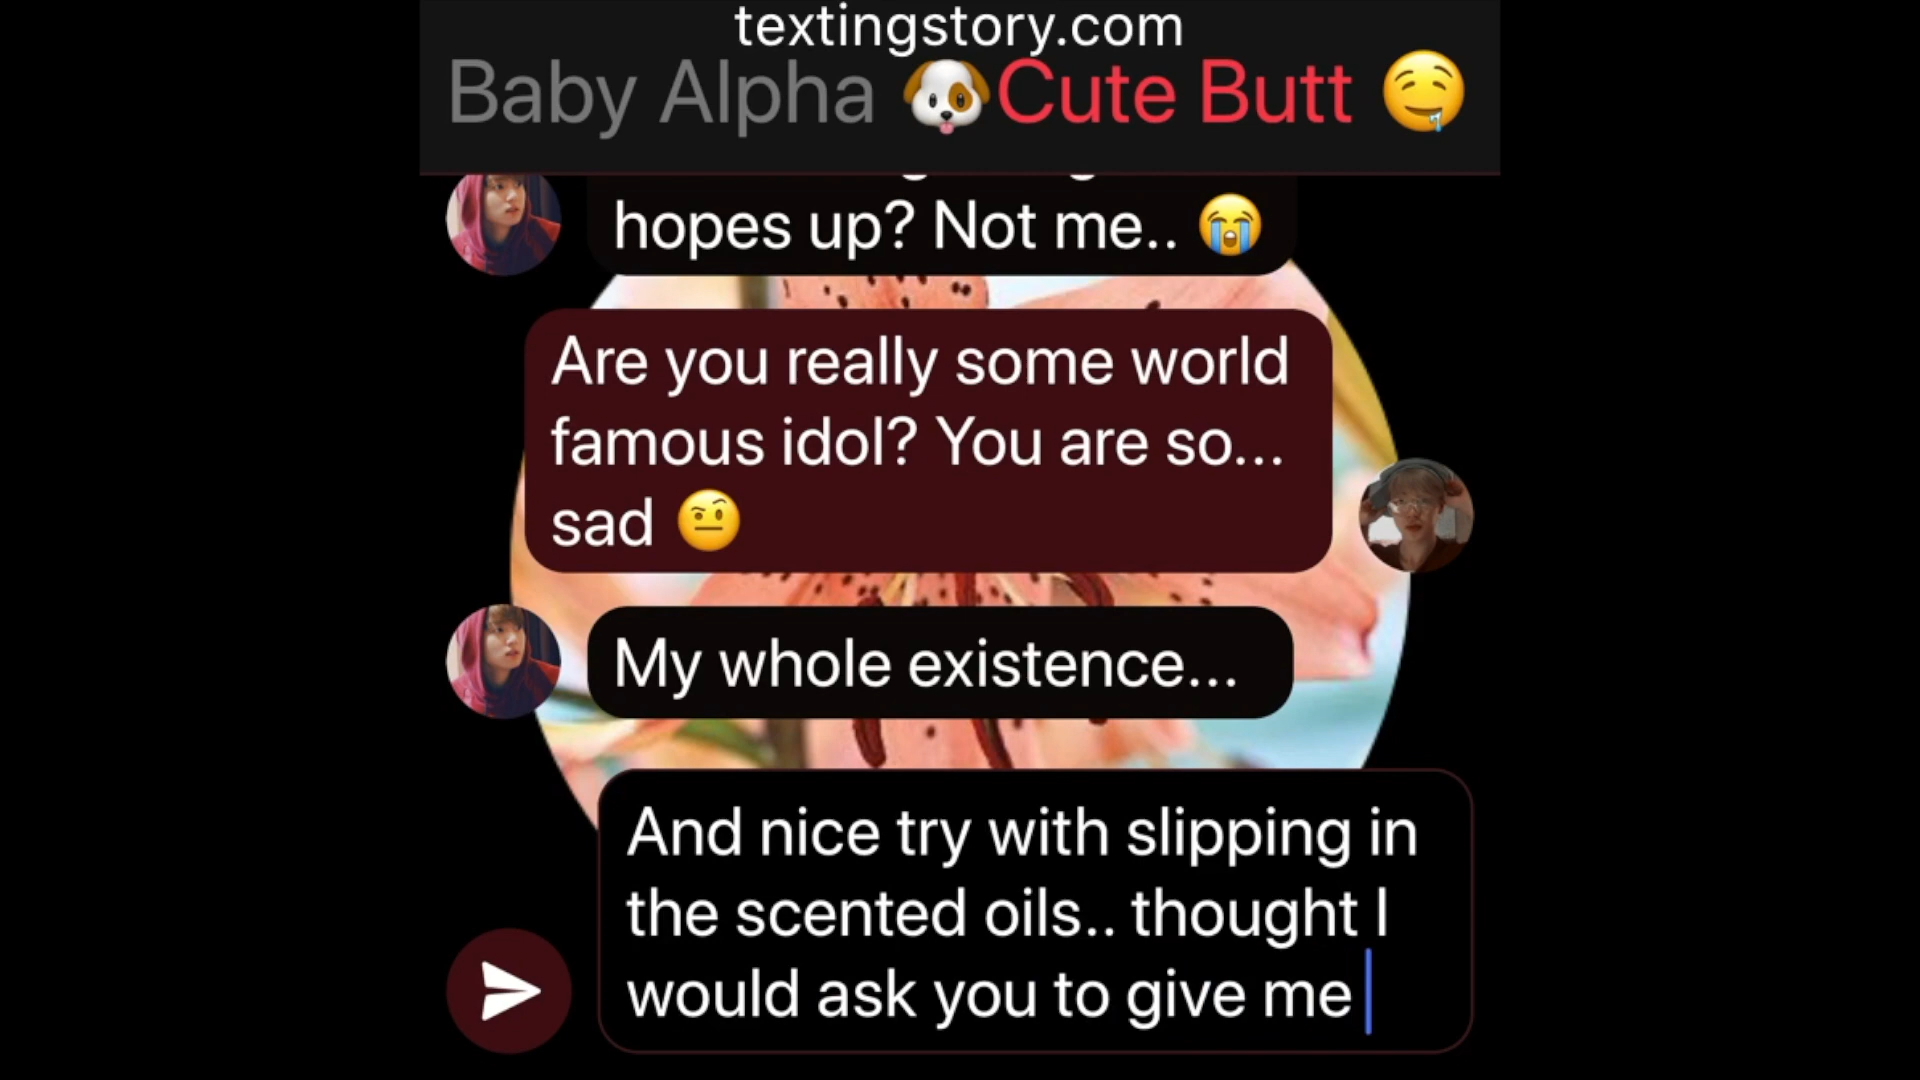 textingstory.com
Baby Alpha 🐶Cute Butt 🤤
hopes up? Not me.. 😭
Are you really some world
famous idol? You are so...
sad 🤨
My whole existence...
And nice try with slipping in
the scented oils.. thought I
would ask you to give me